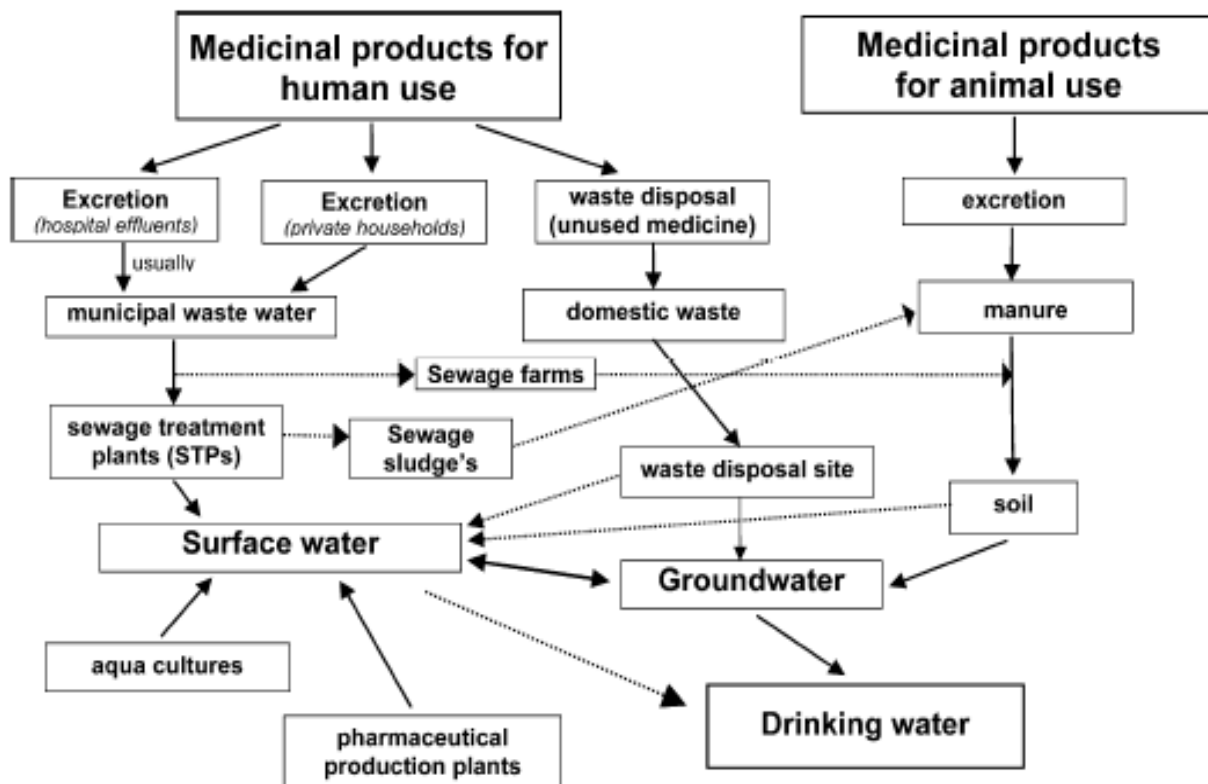 Medicinal products for
human use
Medicinal products
for animal use
Excretion
(hospital effluents)
Excretion
(private households)
waste disposal
(unused medicine)
excretion
usually
municipal waste water
domestic waste
manure
Sewage farms
sewage treatment
plants (STPs)
Sewage
sludge's
waste disposal site
soil
Surface water
Groundwater
aqua cultures
Drinking water
pharmaceutical
production plants